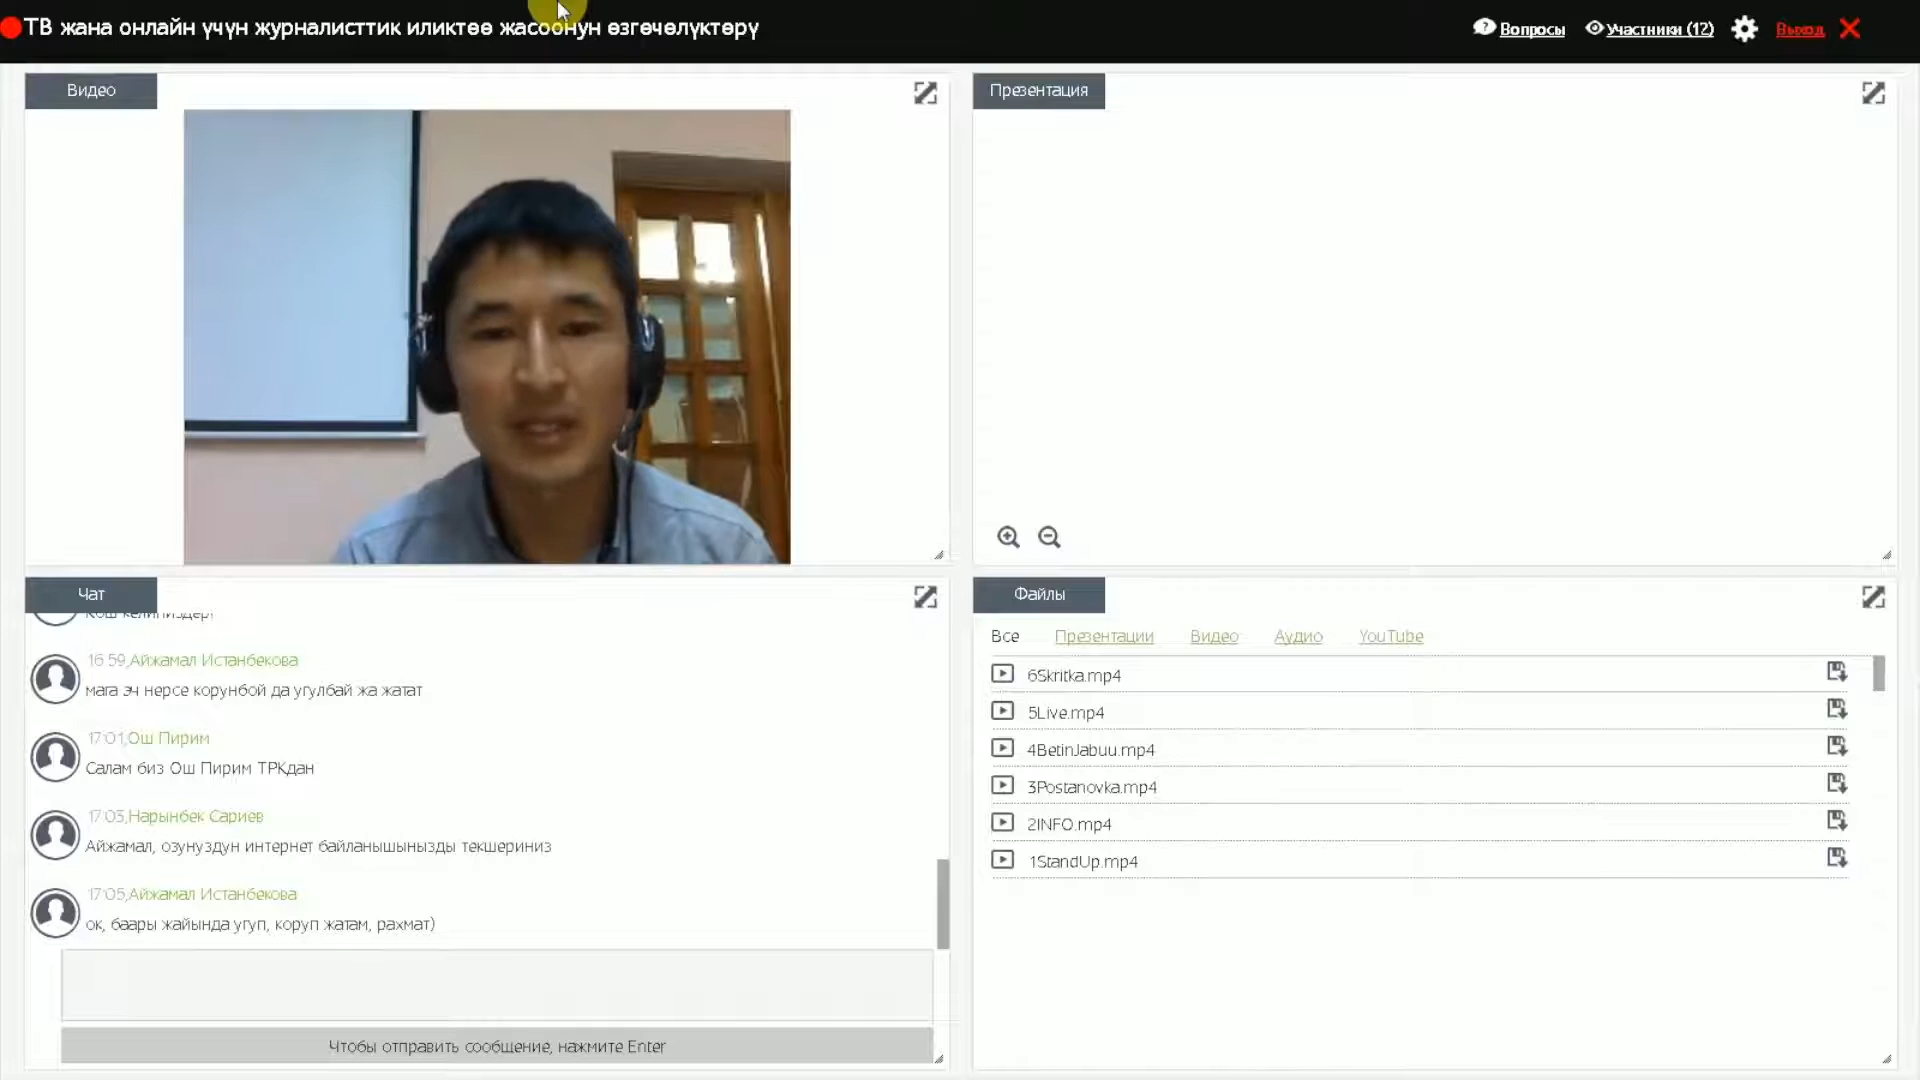 ТВ жана онлайн үчүн журналисттик иликтөө жасоонун өзгөчөлүктөрү
Вопросы
Участники (12)
Выход
Видео
Презентация
Чат
Кош келиниздер!
16:59,Айжамал Истанбекова
мага эч нерсе корунбой да угулбай жа жатат
17:01,Ош Пирим
Салам биз Ош Пирим ТРКдан
17:03,Нарынбек Сариев
Айжамал, озунуздун интернет байланышынызды текшериниз
17:05,Айжамал Истанбекова
ок, баары жайында угуп, коруп жатам, рахмат)
Чтобы отправить сообщение, нажмите Enter
Файлы
Все Презентации Видео Аудио YouTube
6Skritka.mp4
5Live.mp4
4BetinJabuu.mp4
3Postanovka.mp4
2INFO.mp4
1StandUp.mp4